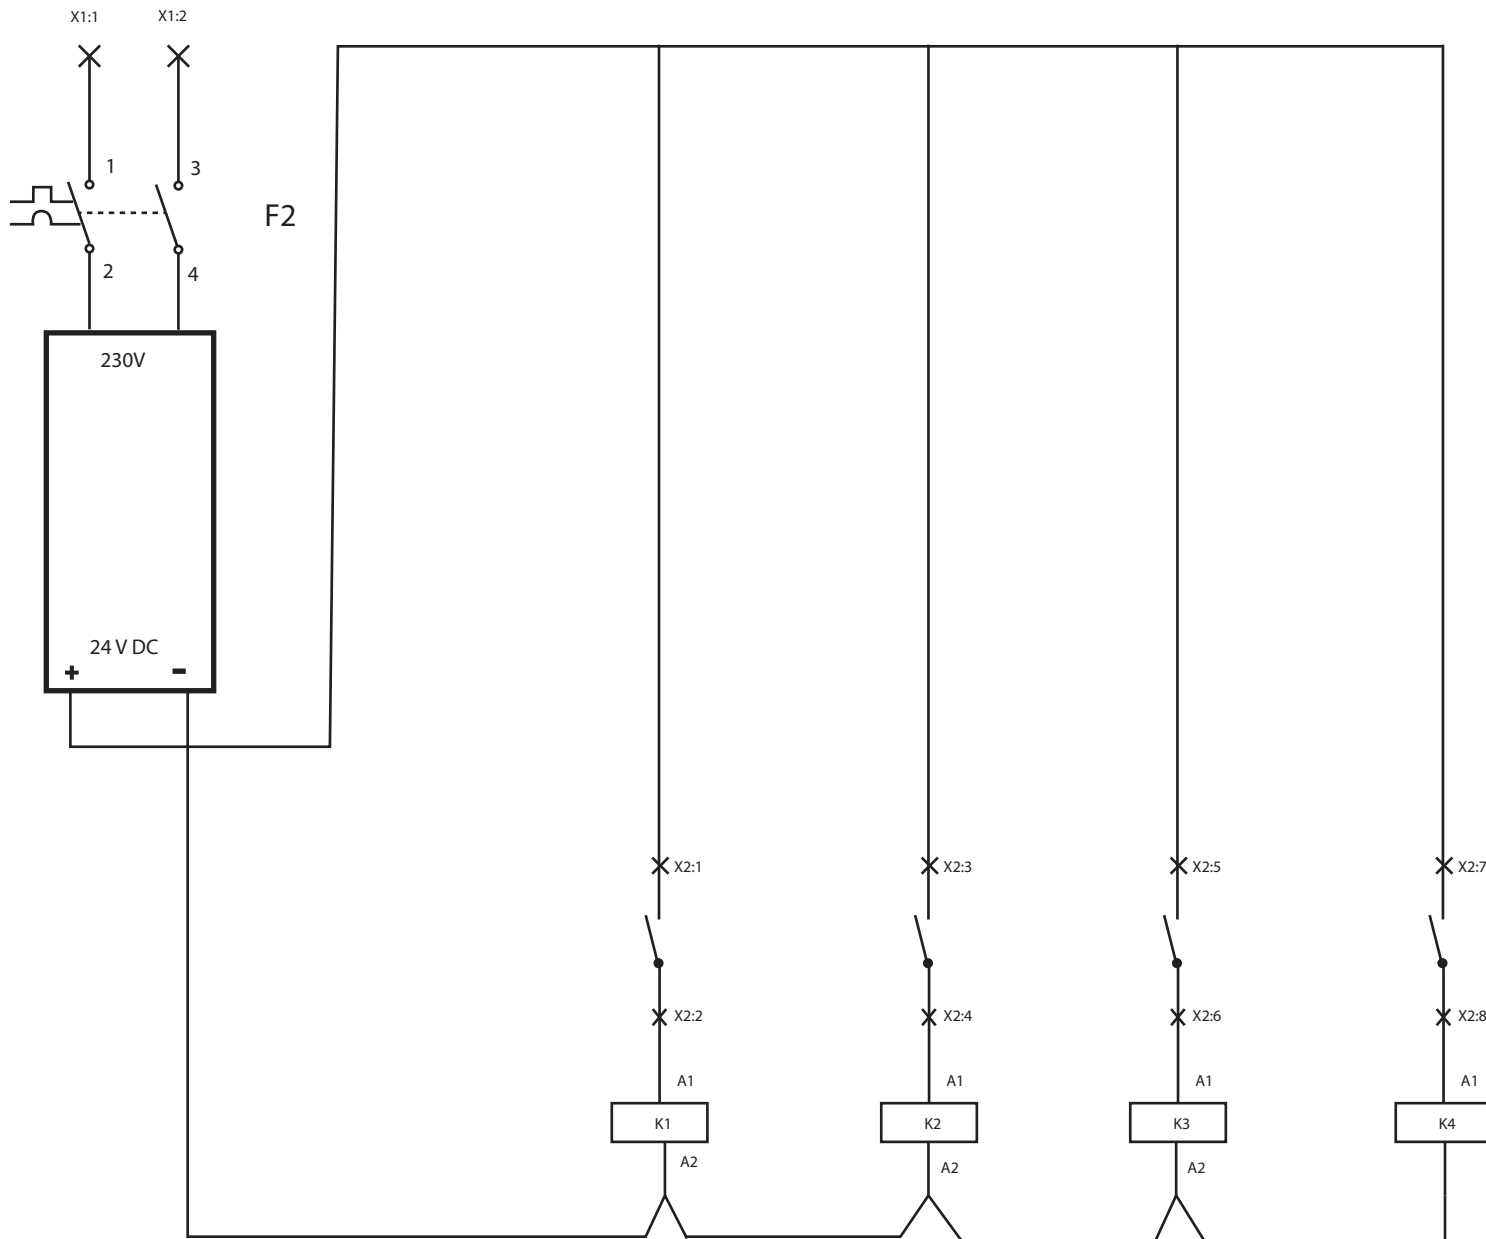 X1:1 X1:2
1 3
F2
2 4
230V
24 V DC
+ -
X2:1 X2:3 X2:5 X2:7
X2:2 X2:4 X2:6 X2:8
A1 A1 A1 A1
K1 K2 K3 K4
A2 A2 A2